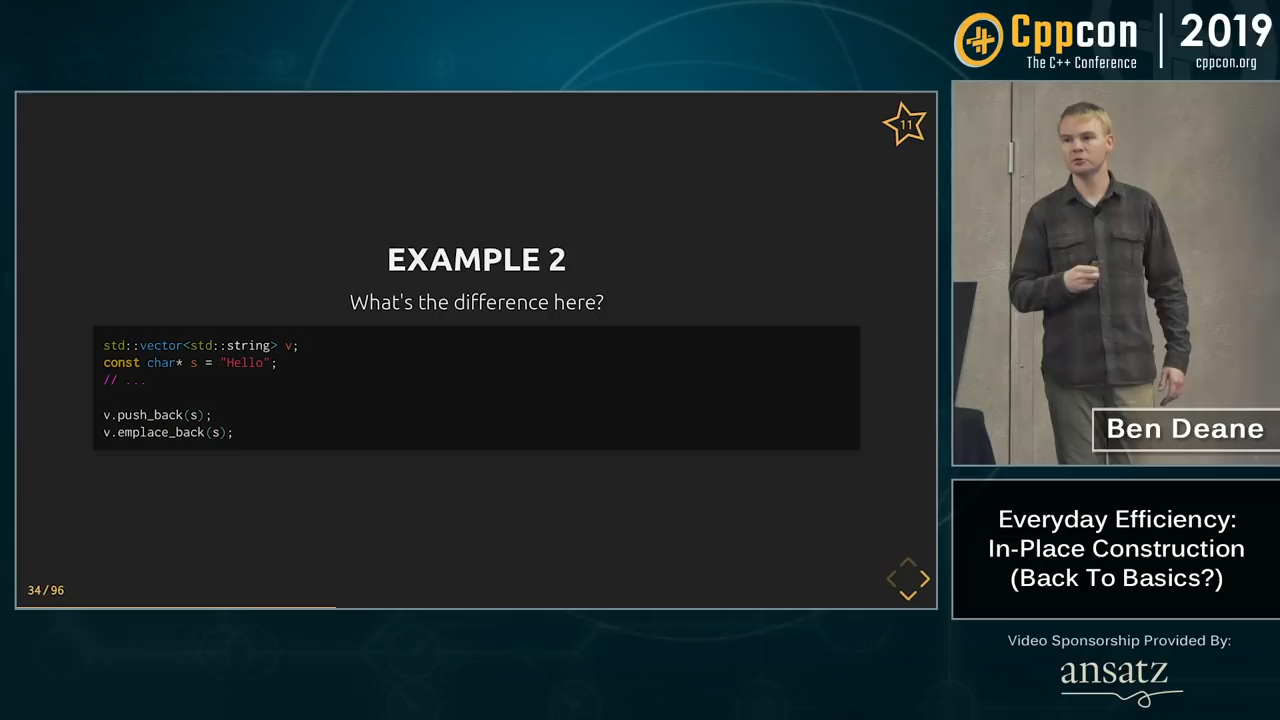 Cppcon
The C++ Conference
2019
cppcon.org
11
EXAMPLE 2
What's the difference here?
std::vector<std::string> v;
const char* s = "Hello";
// ...
v.push_back(s);
v.emplace_back(s);
34/96
Ben Deane
Everyday Efficiency:
In-Place Construction
(Back To Basics?)
Video Sponsorship Provided By:
ansatz